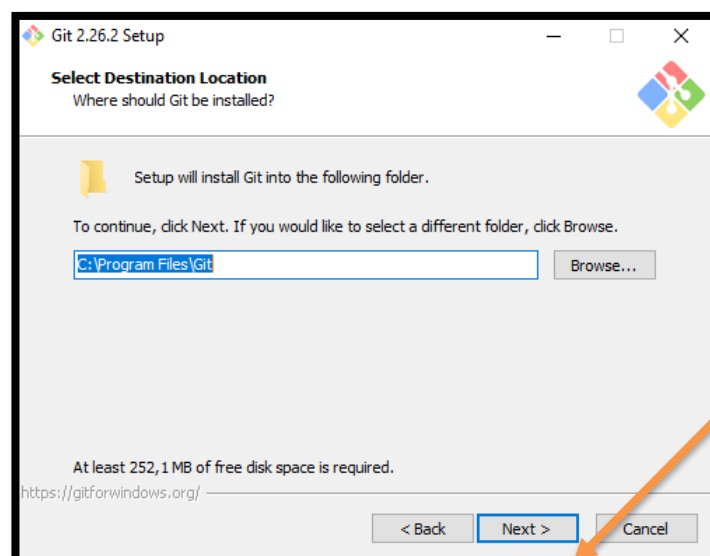 Git 2.26.2 Setup
Select Destination Location
Where should Git be installed?
Setup will install Git into the following folder.
To continue, click Next. If you would like to select a different folder, click Browse.
C:\Program Files\Git
Browse...
At least 252,1 MB of free disk space is required.
https://gitforwindows.org/
< Back Next > Cancel